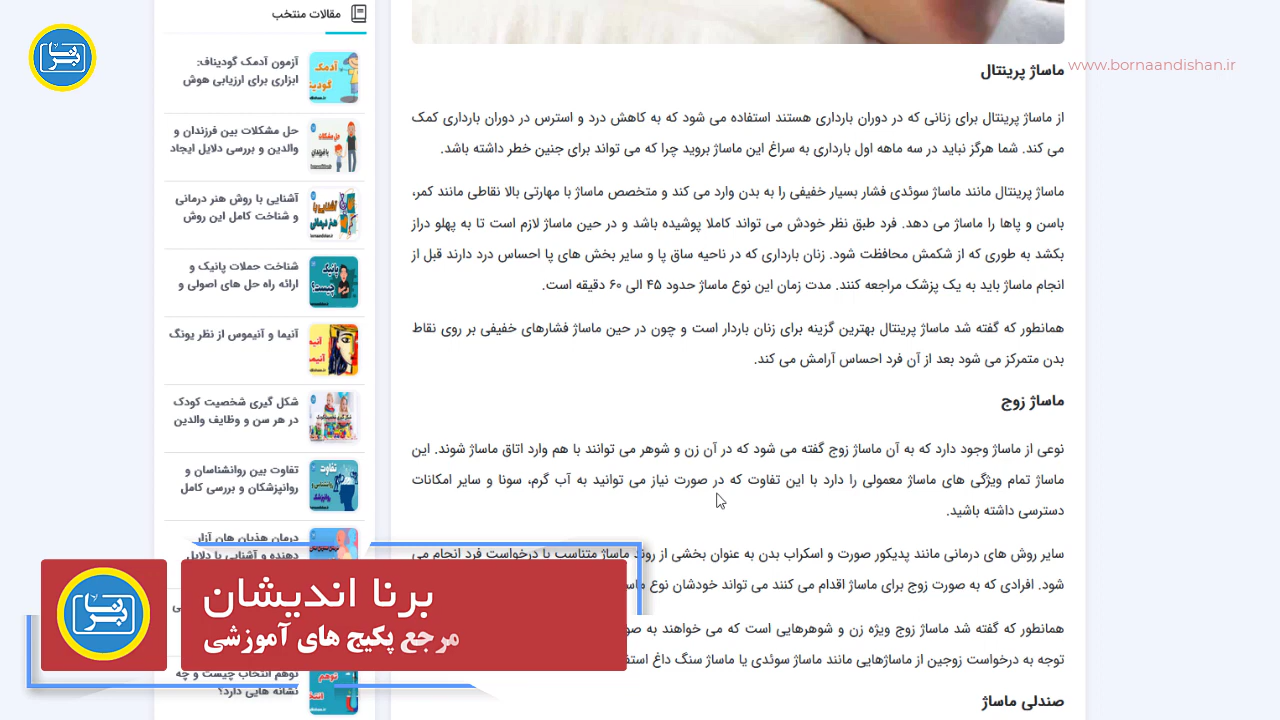 www.bornaandishan.ir
ماساژ پرینتال
از ماساژ پرینتال برای زنانی که در دوران بارداری هستند استفاده می شود که به کاهش درد و استرس در دوران بارداری کمک
می کند. شما هرگز نباید در سه ماهه اول بارداری به سراغ این ماساژ بروید چرا که می تواند برای جنین خطر داشته باشد.
ماساژ پرینتال مانند ماساژ سوئدی فشار بسیار خفیفی را به بدن وارد می کند و متخصص ماساژ با مهارتی بالا نقاطی مانند کمر،
باسن و پاها را ماساژ می دهد. فرد طبق نظر خودش می تواند کاملا پوشیده باشد و در حین ماساژ لازم است تا به پهلو دراز
بکشد به طوری که از شکمش محافظت شود. زنان بارداری که در ناحیه ساق پا و سایر بخش های پا احساس درد دارند قبل از
انجام ماساژ باید به یک پزشک مراجعه کنند. مدت زمان این نوع ماساژ حدود ۴۵ الی ۶۰ دقیقه است.
همانطور که گفته شد ماساژ پرینتال بهترین گزینه برای زنان باردار است و چون در حین ماساژ فشارهای خفیفی بر روی نقاط
بدن متمرکز می شود بعد از آن فرد احساس آرامش می کند.
ماساژ زوج
نوعی از ماساژ وجود دارد که به آن ماساژ زوج گفته می شود که در آن زن و شوهر می توانند با هم وارد اتاق ماساژ شوند. این
ماساژ تمام ویژگی های ماساژ معمولی را دارد با این تفاوت که در صورت نیاز می توانید به آب گرم، سونا و سایر امکانات
دسترسی داشته باشید.
سایر روش های درمانی مانند پدیکور صورت و اسکراب بدن به عنوان بخشی از روند ماساژ متناسب با درخواست فرد انجام می
شود. افرادی که به صورت زوج برای ماساژ اقدام می کنند می تواند خودشان نوع
همانطور که گفته شد ماساژ زوج ویژه زن و شوهرهایی است که می خواهند به
توجه به درخواست زوجین از ماساژهایی مانند ماساژ سوئدی یا ماساژ سنگ داغ
صندلی ماساژ
مقالات منتخب
آزمون آدمک گودیناف:
ابزاری برای ارزیابی هوش
حل مشکلات بین فرزندان و
والدین و بررسی دلایل ایجاد
آشنایی با روش هنر درمانی
و شناخت کامل این روش
شناخت حملات پانیک و
ارائه راه حل های اصولی و
آنیما و آنیموس از نظر یونگ
شکل گیری شخصیت کودک
در هر سن و وظایف والدین
تفاوت بین روانشناسان و
روانپزشکان و بررسی کامل
درمان هذیان های آزار
دهنده و آشنایی با دلایل
توهم انتخاب چیست و چه
نشانه هایی دارد؟
برنا اندیشان
مرجع پکیج های آموزشی
برنا